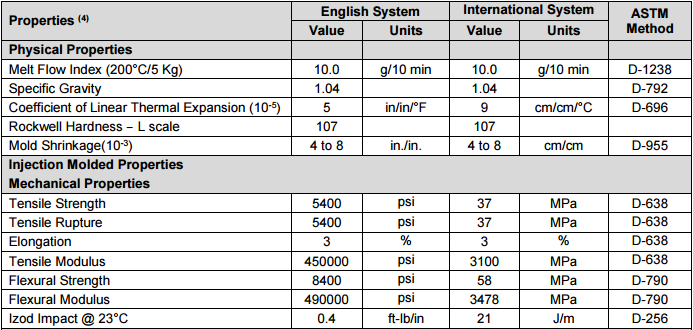 Properties (4) English System International System ASTM Method
Value Units Value Units
Physical Properties
Melt Flow Index (200°C/5 Kg) 10.0 g/10 min 10.0 g/10 min D-1238
Specific Gravity 1.04 1.04 D-792
Coefficient of Linear Thermal Expansion (10-5) 5 in/in/°F 9 cm/cm/°C D-696
Rockwell Hardness – L scale 107 107
Mold Shrinkage(10-3) 4 to 8 in./in. 4 to 8 cm/cm D-955
Injection Molded Properties
Mechanical Properties
Tensile Strength 5400 psi 37 MPa D-638
Tensile Rupture 5400 psi 37 MPa D-638
Elongation 3 % 3 % D-638
Tensile Modulus 450000 psi 3100 MPa D-638
Flexural Strength 8400 psi 58 MPa D-790
Flexural Modulus 490000 psi 3478 MPa D-790
Izod Impact @ 23°C 0.4 ft-lb/in 21 J/m D-256